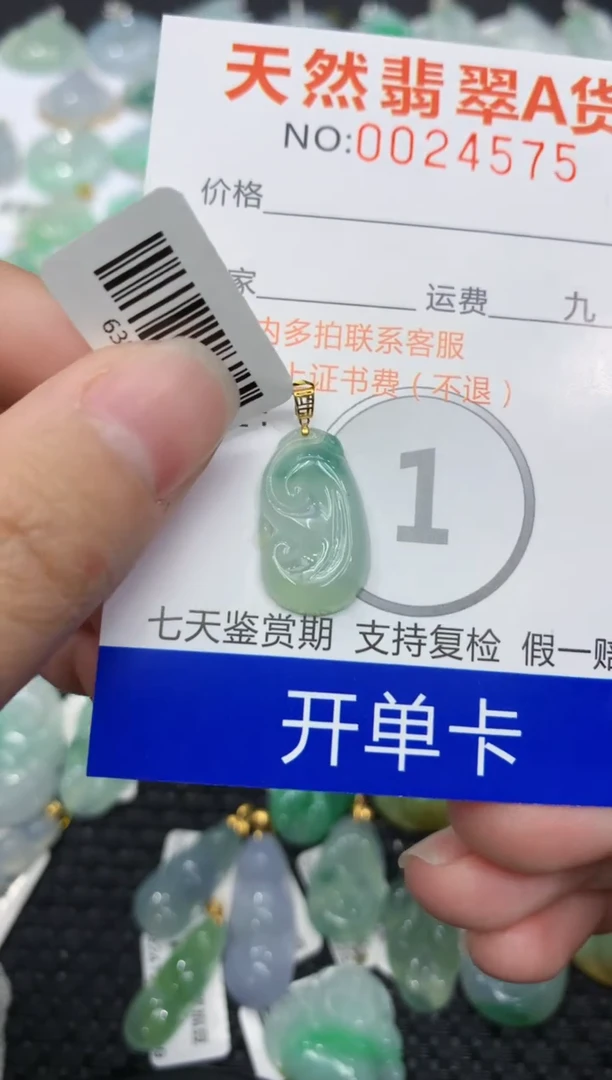 天然翡翠A货
NO:0024575
价格
家
运费 九
内多拍联系客服
证书费（不退）
1
七天鉴赏期 支持复检 假一赔
开单卡
63